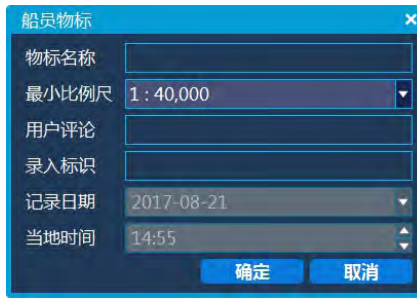 船员物标
物标名称
最小比例尺 1 : 40,000
用户评论
录入标识
记录日期 2017-08-21
当地时间 14:55
确定 取消